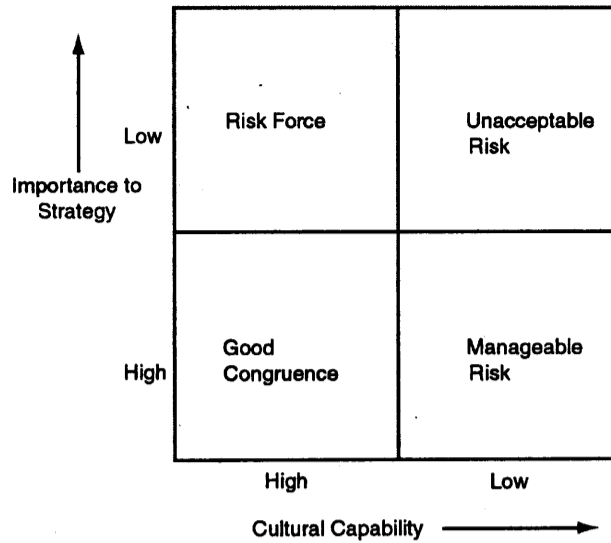 Risk Force
Unacceptable
Risk
Low
Importance to
Strategy
Good
Congruence
Manageable
Risk
High
High
Low
Cultural Capability